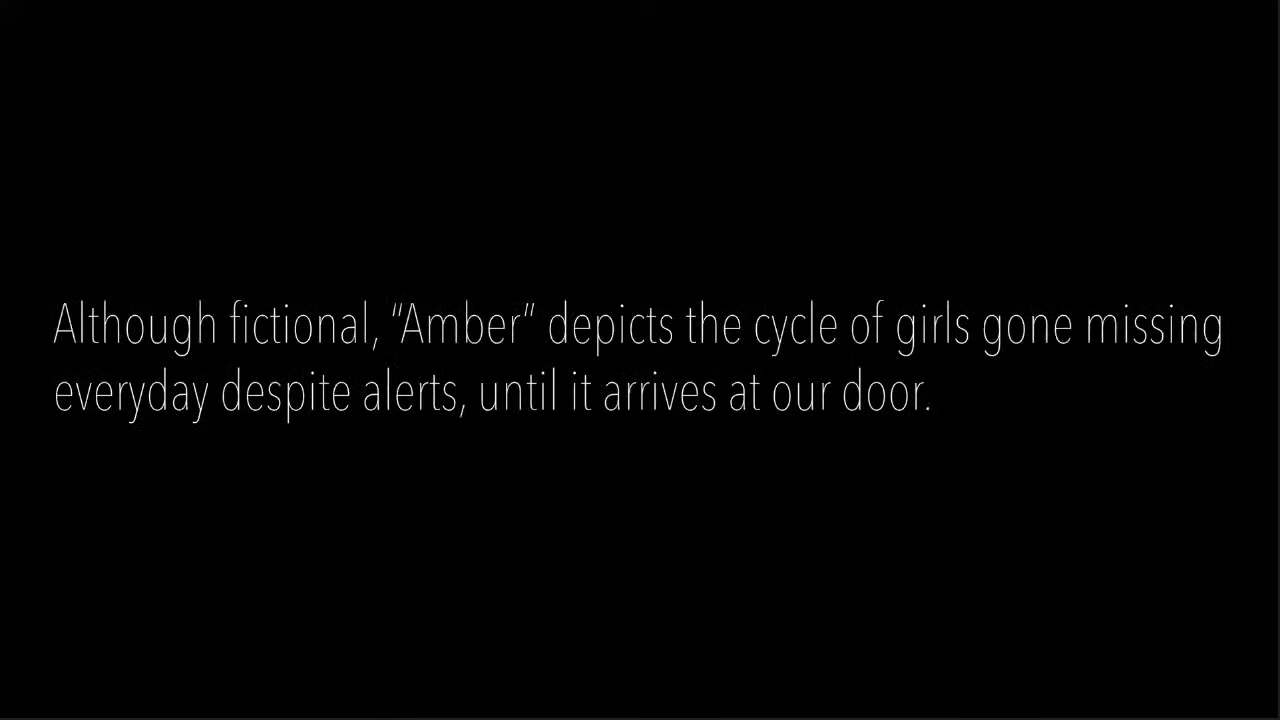 Although fictional, “Amber” depicts the cycle of girls gone missing
everyday despite alerts, until it arrives at our door.